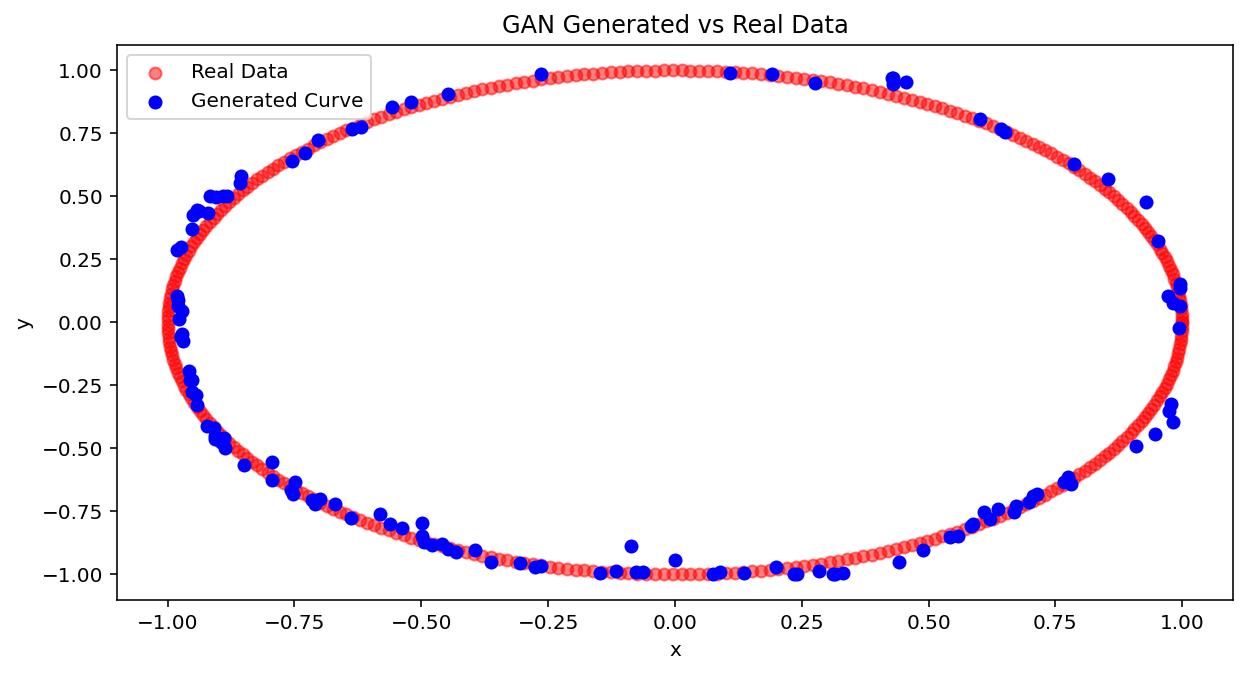 GAN Generated vs Real Data
Real Data
Generated Curve
1.00
0.75
0.50
0.25
0.00
−0.25
−0.50
−0.75
−1.00
y
−1.00 −0.75 −0.50 −0.25 0.00 0.25 0.50 0.75 1.00
x